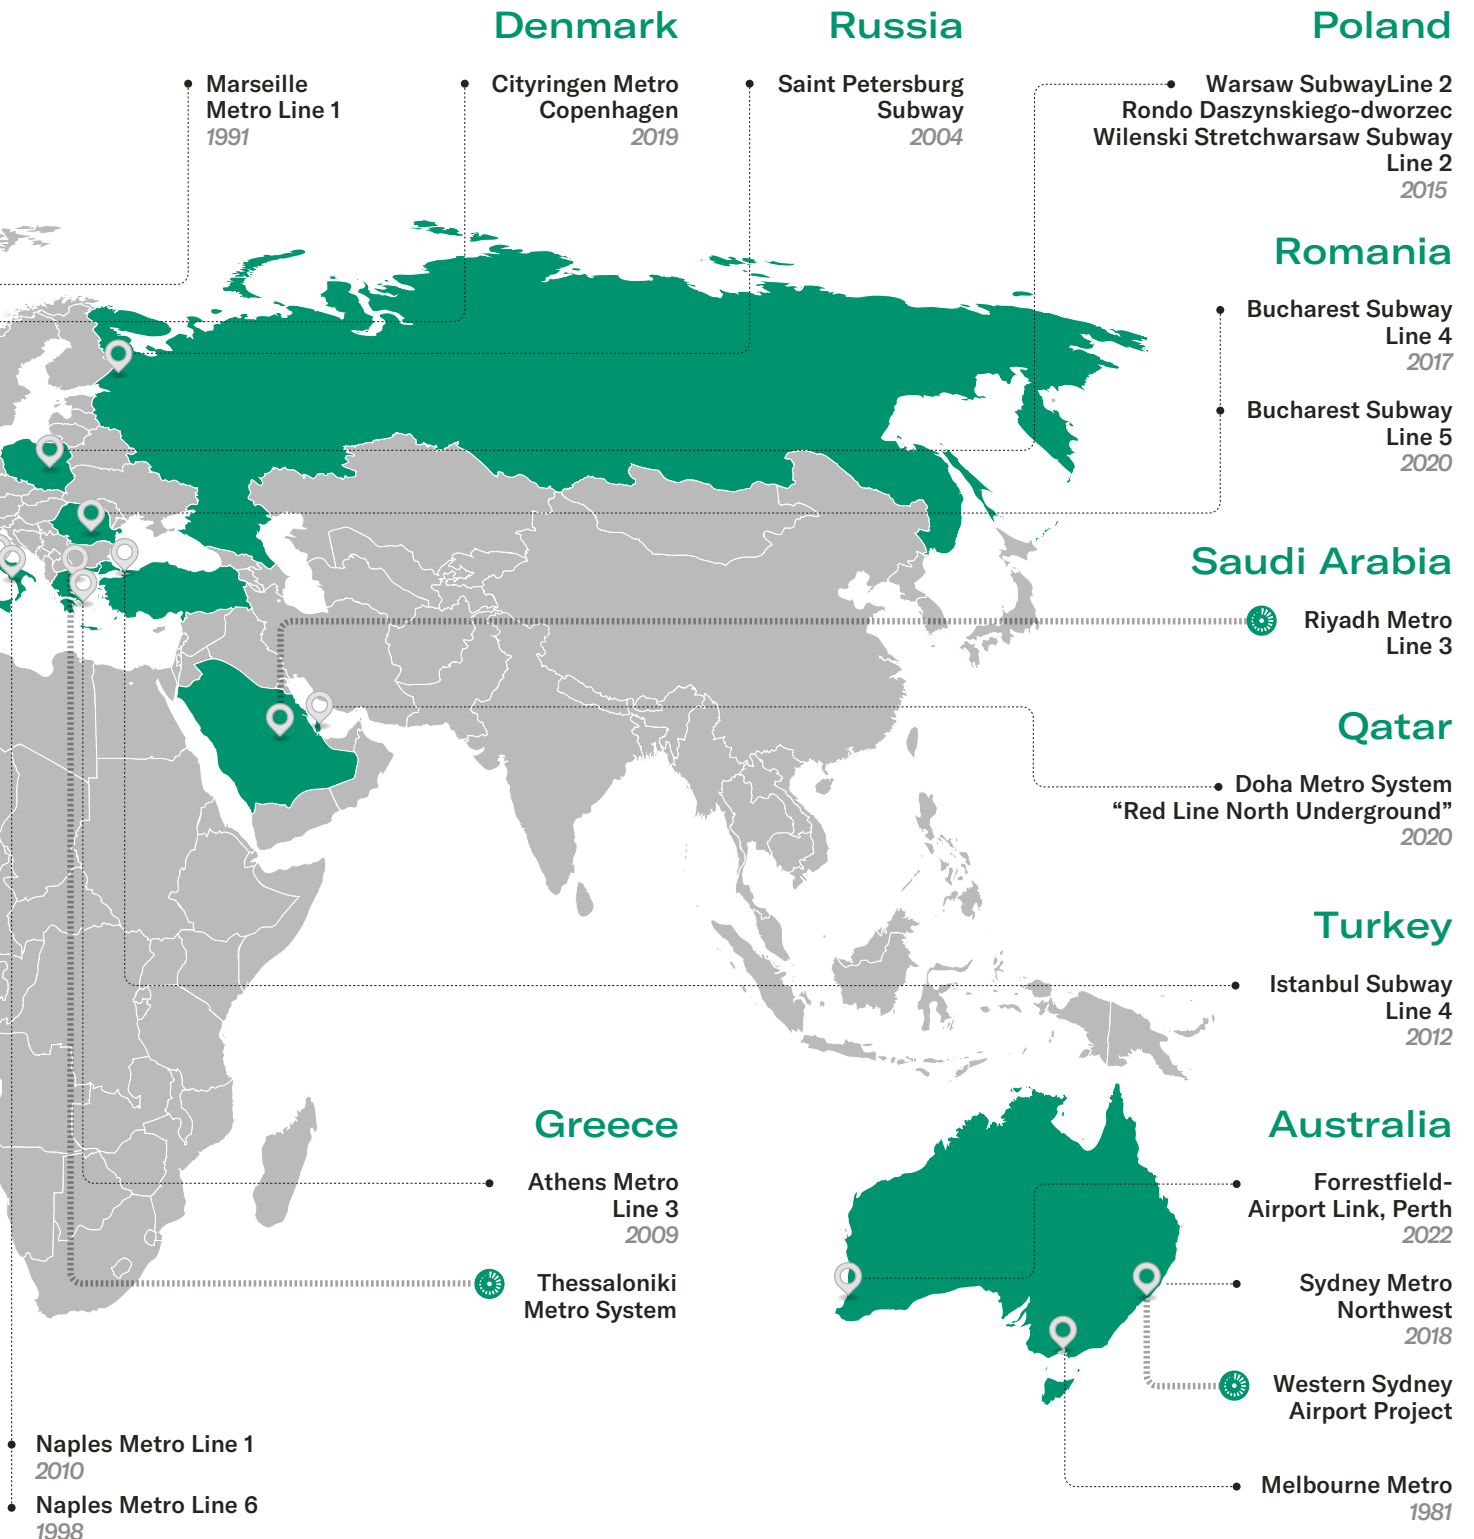 Denmark
Russia
Poland
Marseille
Metro Line 1
1991
Cityringen Metro
Copenhagen
2019
Saint Petersburg
Subway
2004
Warsaw SubwayLine 2
Rondo Daszynskiego-dworzec
Wilenski Stretchwarsaw Subway
Line 2
2015
Romania
Bucharest Subway
Line 4
2017
Bucharest Subway
Line 5
2020
Saudi Arabia
Riyadh Metro
Line 3
Qatar
Doha Metro System
“Red Line North Underground”
2020
Turkey
Istanbul Subway
Line 4
2012
Greece
Athens Metro
Line 3
2009
Thessaloniki
Metro System
Australia
Forrestfield-
Airport Link, Perth
2022
Sydney Metro
Northwest
2018
Western Sydney
Airport Project
Melbourne Metro
1981
Naples Metro Line 1
2010
Naples Metro Line 6
1998